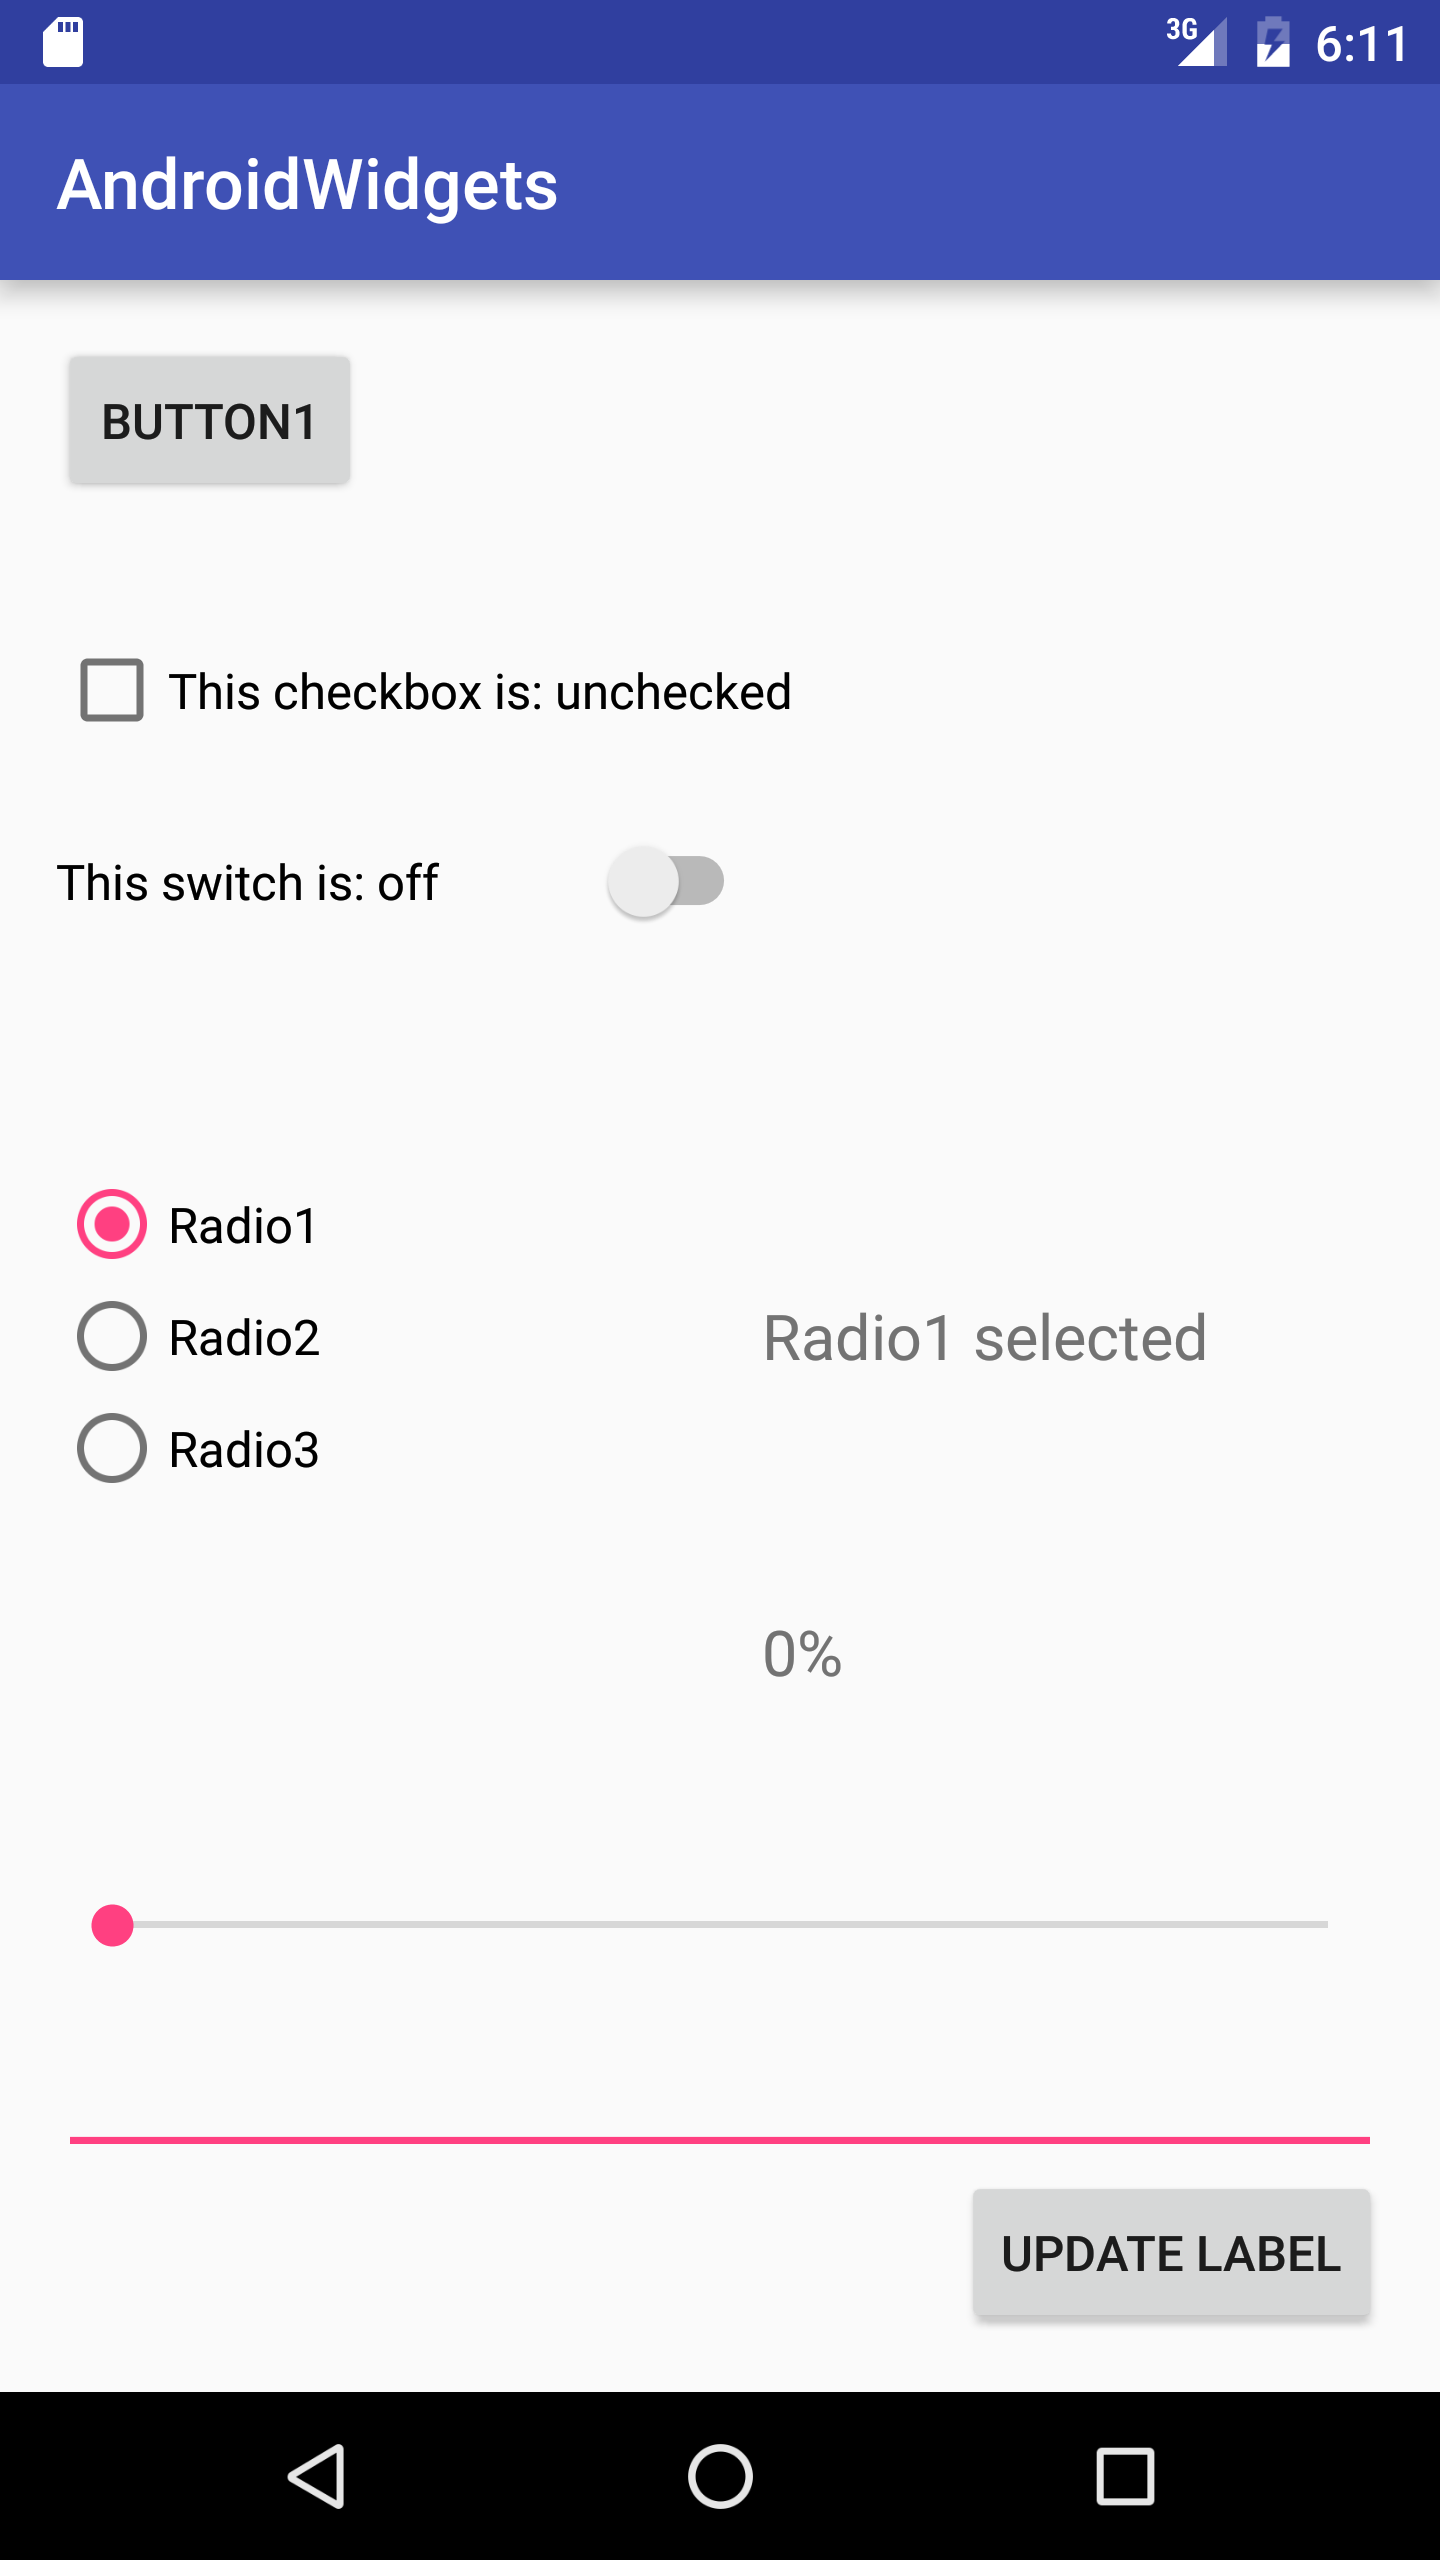 3G 6:11
AndroidWidgets
BUTTON1
This checkbox is: unchecked
This switch is: off
Radio1
Radio2
Radio1 selected
Radio3
0%
UPDATE LABEL